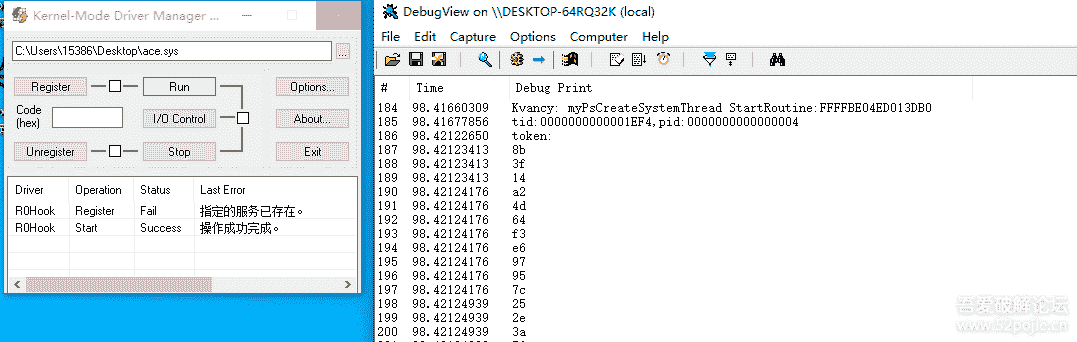 Kernel-Mode Driver Manager ...
C:\Users\15386\Desktop\ace.sys
...
Register
Run
Options...
Code
(hex)
I/O Control
About...
Unregister
Stop
Exit
Driver Operation Status Last Error
R0Hook Register Fail 指定的服务已存在。
R0Hook Start Success 操作成功完成。
DebugView on \\DESKTOP-64RQ32K (local)
File Edit Capture Options Computer Help
# Time Debug Print
184 98.41660309 Kvancy: myPsCreateSystemThread StartRoutine:FFFFBE04ED013DB0
185 98.41677856 tid:0000000000001EF4,pid:0000000000000004
186 98.42122650 token:
187 98.42123413 8b
188 98.42123413 3f
189 98.42123413 14
190 98.42124176 a2
191 98.42124176 4d
192 98.42124176 64
193 98.42124176 f3
194 98.42124176 e6
195 98.42124176 97
196 98.42124176 95
197 98.42124176 7c
198 98.42124939 25
199 98.42124939 2e
200 98.42124939 3a
吾爱破解论坛
www.52pojie.cn